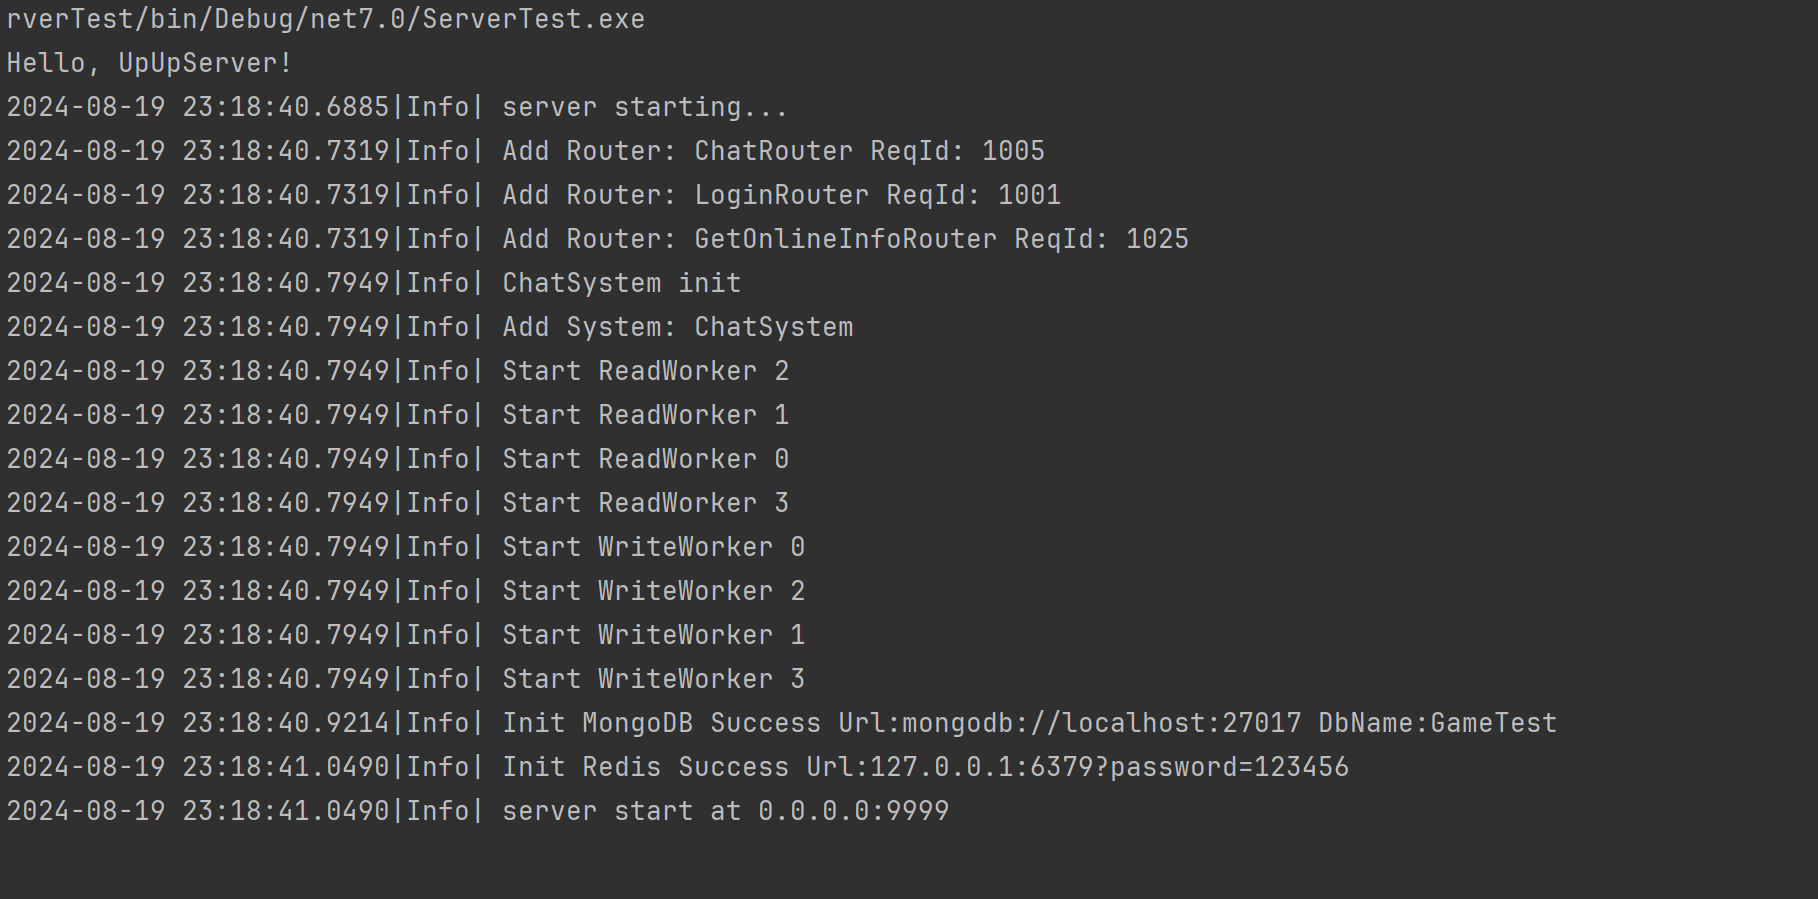 rverTest/bin/Debug/net7.0/ServerTest.exe
Hello, UpUpServer!
2024-08-19 23:18:40.6885|Info| server starting...
2024-08-19 23:18:40.7319|Info| Add Router: ChatRouter ReqId: 1005
2024-08-19 23:18:40.7319|Info| Add Router: LoginRouter ReqId: 1001
2024-08-19 23:18:40.7319|Info| Add Router: GetOnlineInfoRouter ReqId: 1025
2024-08-19 23:18:40.7949|Info| ChatSystem init
2024-08-19 23:18:40.7949|Info| Add System: ChatSystem
2024-08-19 23:18:40.7949|Info| Start ReadWorker 2
2024-08-19 23:18:40.7949|Info| Start ReadWorker 1
2024-08-19 23:18:40.7949|Info| Start ReadWorker 0
2024-08-19 23:18:40.7949|Info| Start ReadWorker 3
2024-08-19 23:18:40.7949|Info| Start WriteWorker 0
2024-08-19 23:18:40.7949|Info| Start WriteWorker 2
2024-08-19 23:18:40.7949|Info| Start WriteWorker 1
2024-08-19 23:18:40.7949|Info| Start WriteWorker 3
2024-08-19 23:18:40.9214|Info| Init MongoDB Success Url:mongodb://localhost:27017 DbName:GameTest
2024-08-19 23:18:41.0490|Info| Init Redis Success Url:127.0.0.1:6379?password=123456
2024-08-19 23:18:41.0490|Info| server start at 0.0.0.0:9999